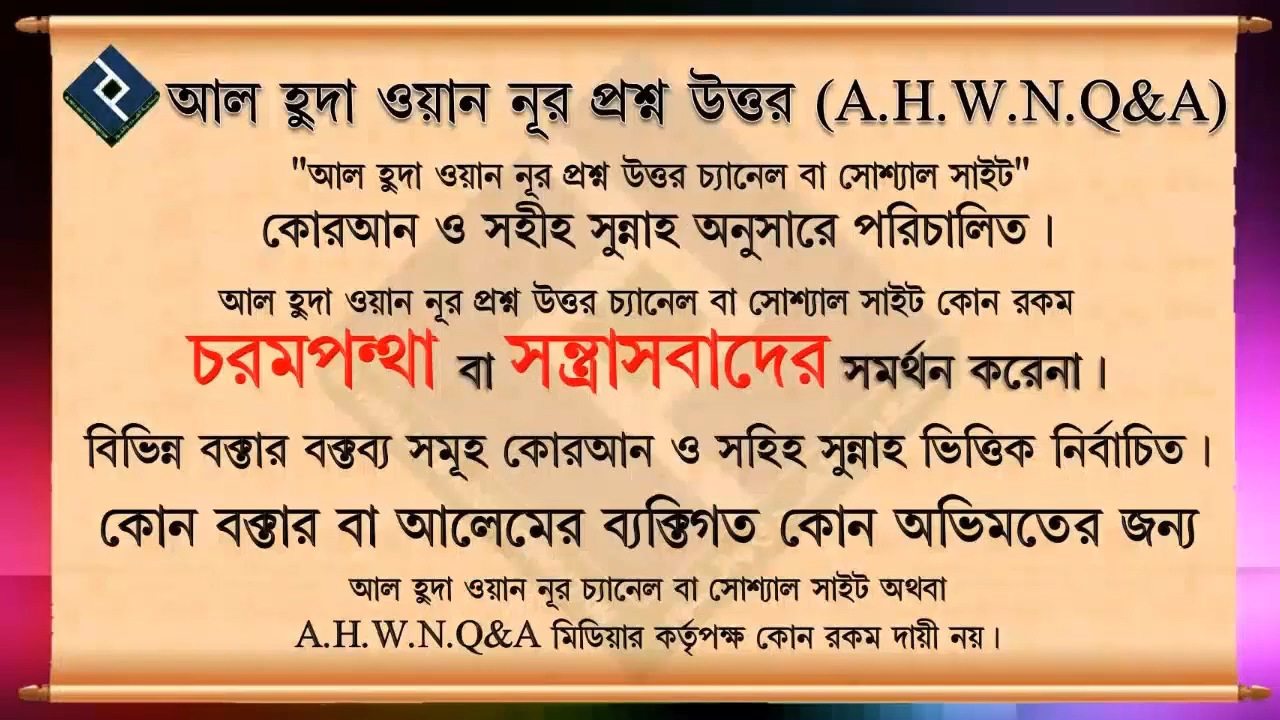 আল হুদা ওয়ান নূর প্রশ্ন উত্তর (A.H.W.N.Q&A)
"আল হুদা ওয়ান নূর প্রশ্ন উত্তর চ্যানেল বা সোশ্যাল সাইট"
কোরআন ও সহীহ সুন্নাহ অনুসারে পরিচালিত।
আল হুদা ওয়ান নূর প্রশ্ন উত্তর চ্যানেল বা সোশ্যাল সাইট কোন রকম
চরমপন্থা বা সন্ত্রাসবাদের সমর্থন করেনা।
বিভিন্ন বক্তার বক্তব্য সমূহ কোরআন ও সহিহ সুন্নাহ ভিত্তিক নির্বাচিত।
কোন বক্তার বা আলেমের ব্যক্তিগত কোন অভিমতের জন্য
আল হুদা ওয়ান নূর চ্যানেল বা সোশ্যাল সাইট অথবা
A.H.W.N.Q&A মিডিয়ার কর্তৃপক্ষ কোন রকম দায়ী নয়।